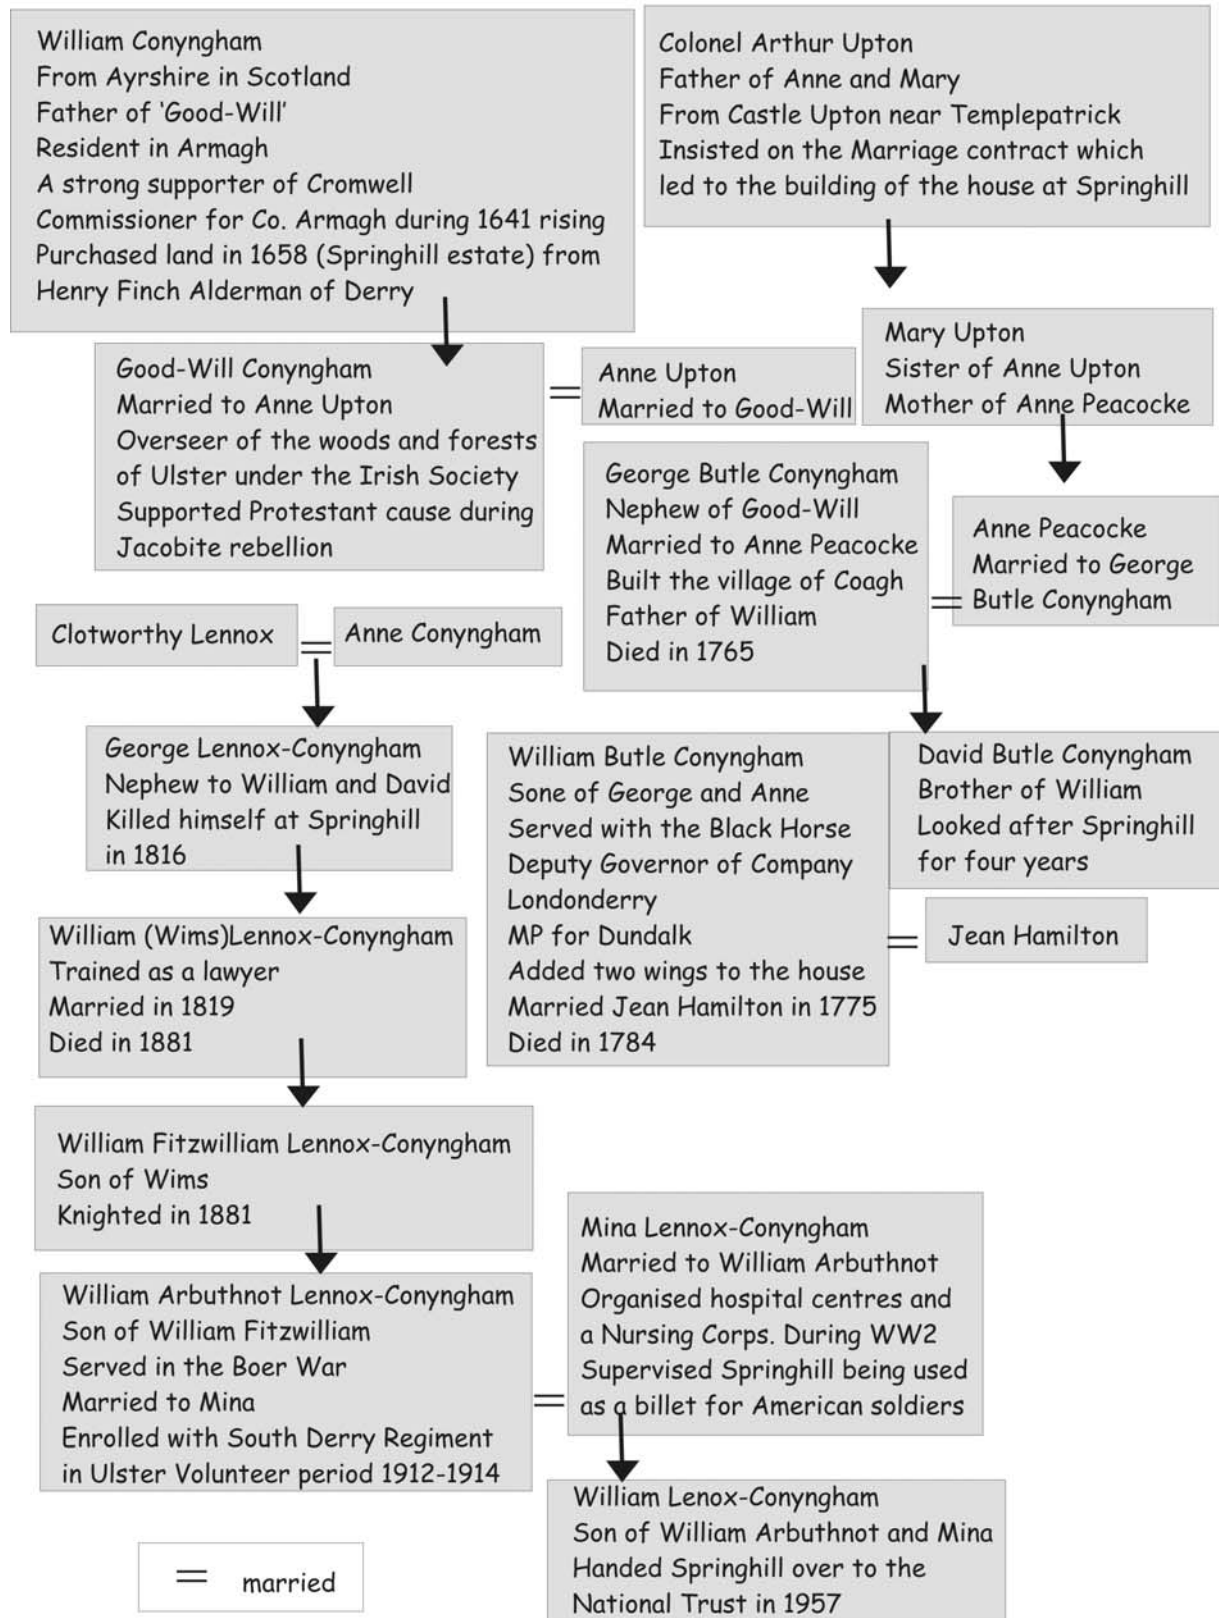 William Conyngham
From Ayrshire in Scotland
Father of ‘Good-Will’
Resident in Armagh
A strong supporter of Cromwell
Commissioner for Co. Armagh during 1641 rising
Purchased land in 1658 (Springhill estate) from
Henry Finch Alderman of Derry
Colonel Arthur Upton
Father of Anne and Mary
From Castle Upton near Templepatrick
Insisted on the Marriage contract which
led to the building of the house at Springhill
Good-Will Conyngham
Married to Anne Upton
Overseer of the woods and forests
of Ulster under the Irish Society
Supported Protestant cause during
Jacobite rebellion
=
Anne Upton
Married to Good-Will
Mary Upton
Sister of Anne Upton
Mother of Anne Peacocke
George Butle Conyngham
Nephew of Good-Will
Married to Anne Peacocke
Built the village of Coagh
Father of William
Died in 1765
=
Anne Peacocke
Married to George
Butle Conyngham
Clotworthy Lennox
=
Anne Conyngham
George Lennox-Conyngham
Nephew to William and David
Killed himself at Springhill
in 1816
William Butle Conyngham
Sone of George and Anne
Served with the Black Horse
Deputy Governor of Company
Londonderry
MP for Dundalk
Added two wings to the house
Married Jean Hamilton in 1775
Died in 1784
David Butle Conyngham
Brother of William
Looked after Springhill
for four years
=
Jean Hamilton
William (Wims)Lennox-Conyngham
Trained as a lawyer
Married in 1819
Died in 1881
William Fitzwilliam Lennox-Conyngham
Son of Wims
Knighted in 1881
William Arbuthnot Lennox-Conyngham
Son of William Fitzwilliam
Served in the Boer War
Married to Mina
Enrolled with South Derry Regiment
in Ulster Volunteer period 1912-1914
=
Mina Lennox-Conyngham
Married to William Arbuthnot
Organised hospital centres and
a Nursing Corps. During WW2
Supervised Springhill being used
as a billet for American soldiers
William Lenox-Conyngham
Son of William Arbuthnot and Mina
Handed Springhill over to the
National Trust in 1957
= married